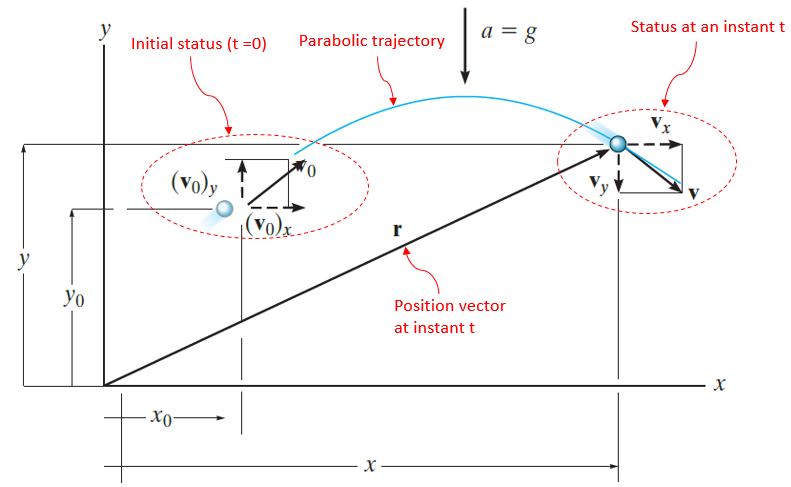 y
Initial status (t =0)
Parabolic trajectory
a = g
Status at an instant t
vₓ
(v₀)y
v₀
(v₀)ₓ
vy
v
r
y
y₀
Position vector
at instant t
x
x₀
x